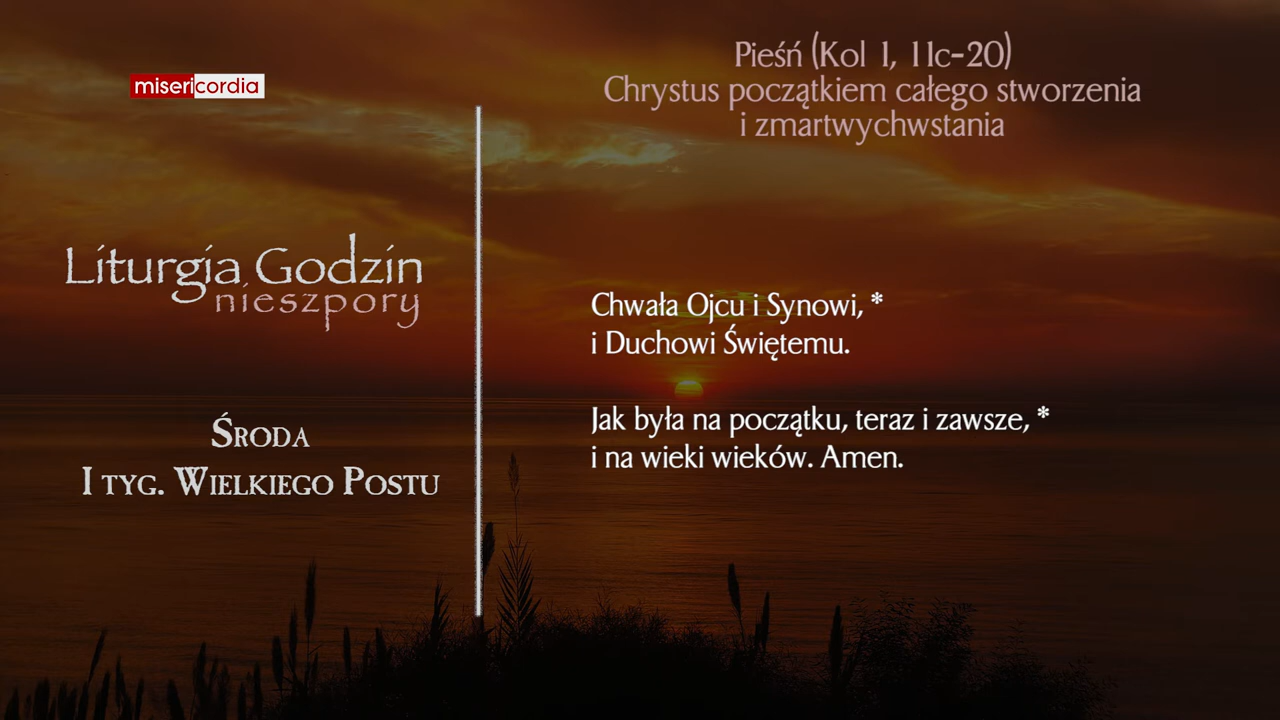 misericordia
Liturgia Godzin
nieszpory
Środa
I tyg. Wielkiego Postu
Pieśń (Kol 1, 11c-20)
Chrystus początkiem całego stworzenia
i zmartwychwstania
Chwała Ojcu i Synowi, *
i Duchowi Świętemu.
Jak była na początku, teraz i zawsze, *
i na wieki wieków. Amen.